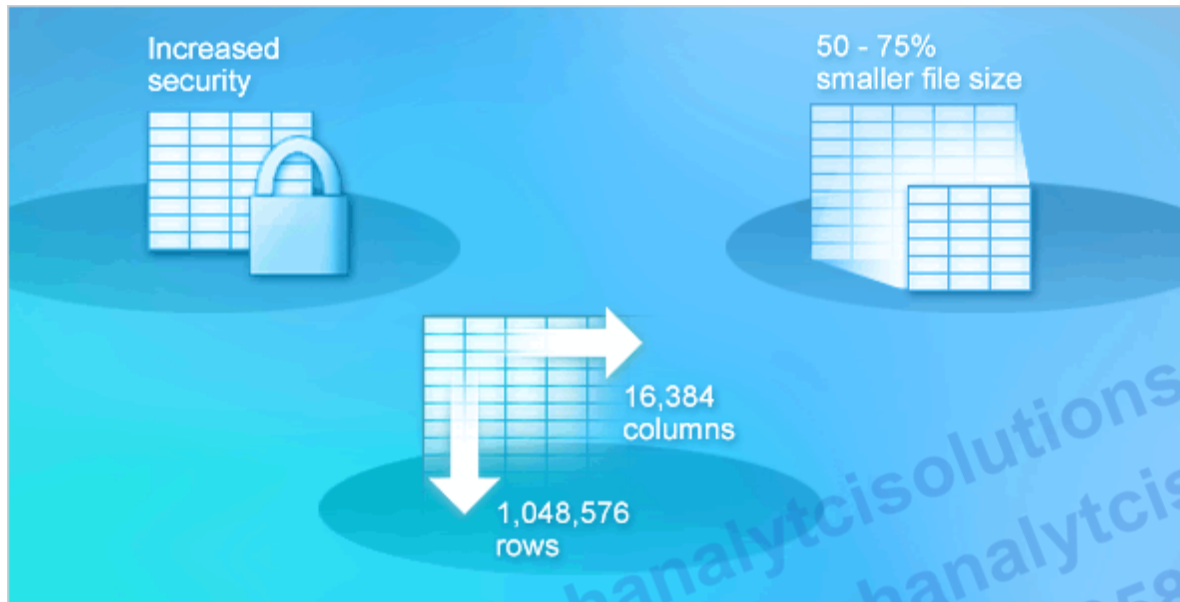 Increased
security
50 - 75%
smaller file size
16,384
columns
1,048,576
rows